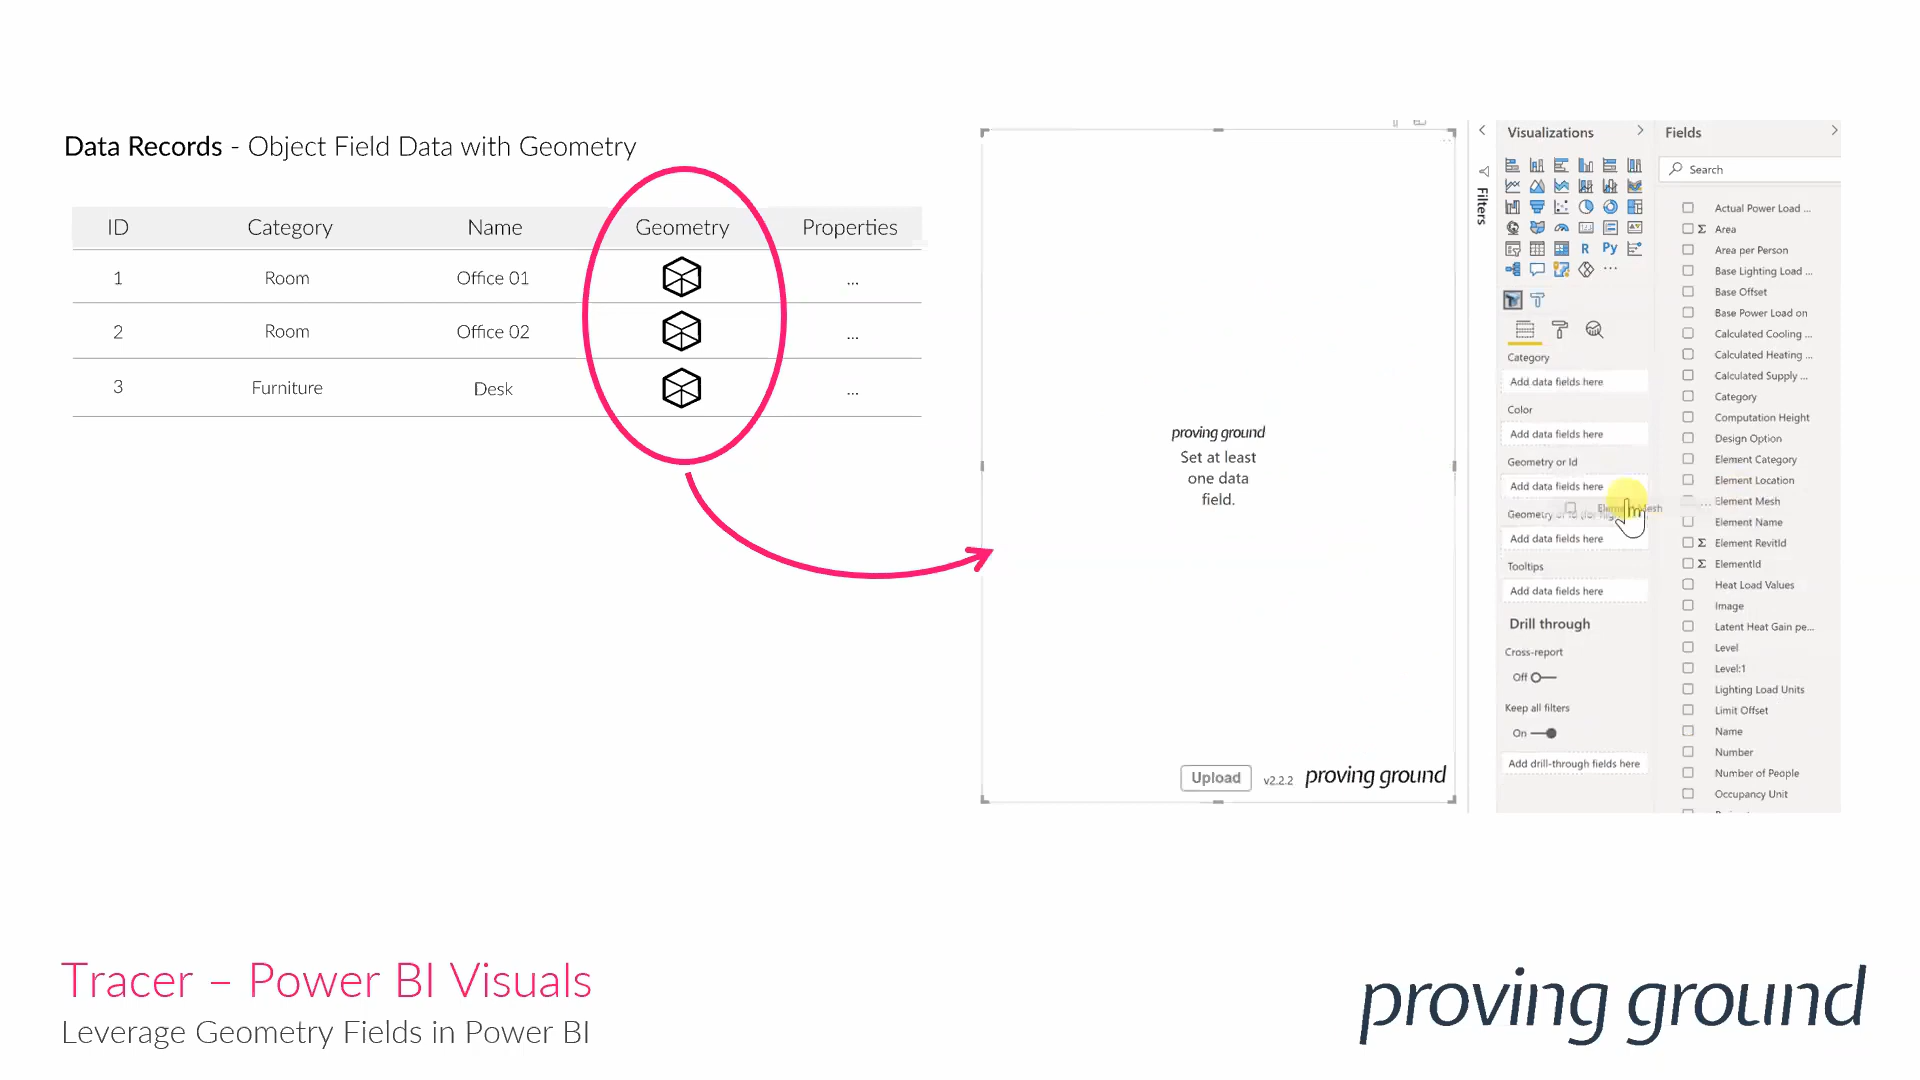 Data Records - Object Field Data with Geometry
ID Category Name Geometry Properties
1 Room Office 01 ...
2 Room Office 02 ...
3 Furniture Desk ...
proving ground
Set at least
one data
field.
Upload v2.2.2 proving ground
Filters
Visualizations
R Py
Category
Add data fields here
Color
Add data fields here
Geometry or Id
Add data fields here
Element Mesh
Geometry or Id
Add data fields here
Tooltips
Add data fields here
Drill through
Cross-report
Off
Keep all filters
On
Add drill-through fields here
Fields
Search
Actual Power Load ...
Σ Area
Area per Person
Base Lighting Load ...
Base Offset
Base Power Load on
Calculated Cooling ...
Calculated Heating ...
Calculated Supply ...
Category
Computation Height
Design Option
Element Category
Element Location
Element Mesh
Element Name
Σ Element RevitId
Σ ElementId
Heat Load Values
Image
Latent Heat Gain pe...
Level
Level:1
Lighting Load Units
Limit Offset
Name
Number
Number of People
Occupancy Unit
Tracer – Power BI Visuals
Leverage Geometry Fields in Power BI
proving ground